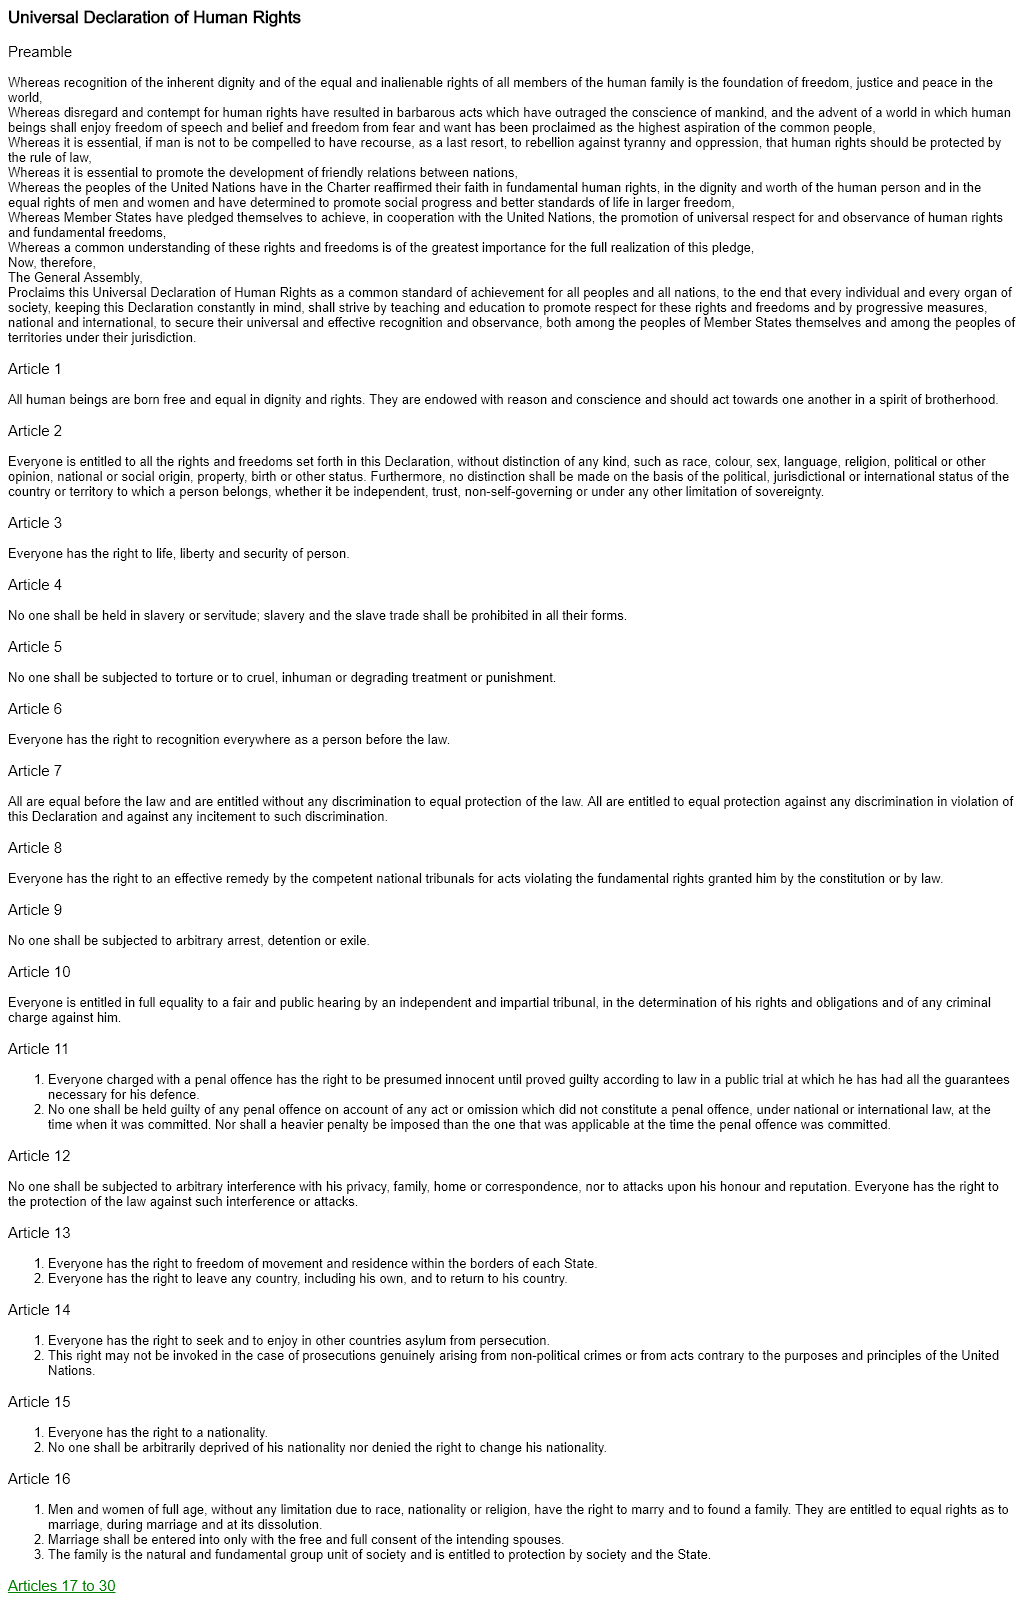 Universal Declaration of Human Rights
Preamble
Whereas recognition of the inherent dignity and of the equal and inalienable rights of all members of the human family is the foundation of freedom, justice and peace in the
world,
Whereas disregard and contempt for human rights have resulted in barbarous acts which have outraged the conscience of mankind, and the advent of a world in which human
beings shall enjoy freedom of speech and belief and freedom from fear and want has been proclaimed as the highest aspiration of the common people,
Whereas it is essential, if man is not to be compelled to have recourse, as a last resort, to rebellion against tyranny and oppression, that human rights should be protected by
the rule of law,
Whereas it is essential to promote the development of friendly relations between nations,
Whereas the peoples of the United Nations have in the Charter reaffirmed their faith in fundamental human rights, in the dignity and worth of the human person and in the
equal rights of men and women and have determined to promote social progress and better standards of life in larger freedom,
Whereas Member States have pledged themselves to achieve, in cooperation with the United Nations, the promotion of universal respect for and observance of human rights
and fundamental freedoms,
Whereas a common understanding of these rights and freedoms is of the greatest importance for the full realization of this pledge,
Now, therefore,
The General Assembly,
Proclaims this Universal Declaration of Human Rights as a common standard of achievement for all peoples and all nations, to the end that every individual and every organ of
society, keeping this Declaration constantly in mind, shall strive by teaching and education to promote respect for these rights and freedoms and by progressive measures,
national and international, to secure their universal and effective recognition and observance, both among the peoples of Member States themselves and among the peoples of
territories under their jurisdiction.
Article 1
All human beings are born free and equal in dignity and rights. They are endowed with reason and conscience and should act towards one another in a spirit of brotherhood.
Article 2
Everyone is entitled to all the rights and freedoms set forth in this Declaration, without distinction of any kind, such as race, colour, sex, language, religion, political or other
opinion, national or social origin, property, birth or other status. Furthermore, no distinction shall be made on the basis of the political, jurisdictional or international status of the
country or territory to which a person belongs, whether it be independent, trust, non-self-governing or under any other limitation of sovereignty.
Article 3
Everyone has the right to life, liberty and security of person.
Article 4
No one shall be held in slavery or servitude; slavery and the slave trade shall be prohibited in all their forms.
Article 5
No one shall be subjected to torture or to cruel, inhuman or degrading treatment or punishment.
Article 6
Everyone has the right to recognition everywhere as a person before the law.
Article 7
All are equal before the law and are entitled without any discrimination to equal protection of the law. All are entitled to equal protection against any discrimination in violation of
this Declaration and against any incitement to such discrimination.
Article 8
Everyone has the right to an effective remedy by the competent national tribunals for acts violating the fundamental rights granted him by the constitution or by law.
Article 9
No one shall be subjected to arbitrary arrest, detention or exile.
Article 10
Everyone is entitled in full equality to a fair and public hearing by an independent and impartial tribunal, in the determination of his rights and obligations and of any criminal
charge against him.
Article 11
1. Everyone charged with a penal offence has the right to be presumed innocent until proved guilty according to law in a public trial at which he has had all the guarantees
necessary for his defence.
2. No one shall be held guilty of any penal offence on account of any act or omission which did not constitute a penal offence, under national or international law, at the
time when it was committed. Nor shall a heavier penalty be imposed than the one that was applicable at the time the penal offence was committed.
Article 12
No one shall be subjected to arbitrary interference with his privacy, family, home or correspondence, nor to attacks upon his honour and reputation. Everyone has the right to
the protection of the law against such interference or attacks.
Article 13
1. Everyone has the right to freedom of movement and residence within the borders of each State.
2. Everyone has the right to leave any country, including his own, and to return to his country.
Article 14
1. Everyone has the right to seek and to enjoy in other countries asylum from persecution.
2. This right may not be invoked in the case of prosecutions genuinely arising from non-political crimes or from acts contrary to the purposes and principles of the United
Nations.
Article 15
1. Everyone has the right to a nationality.
2. No one shall be arbitrarily deprived of his nationality nor denied the right to change his nationality.
Article 16
1. Men and women of full age, without any limitation due to race, nationality or religion, have the right to marry and to found a family. They are entitled to equal rights as to
marriage, during marriage and at its dissolution.
2. Marriage shall be entered into only with the free and full consent of the intending spouses.
3. The family is the natural and fundamental group unit of society and is entitled to protection by society and the State.
Articles 17 to 30